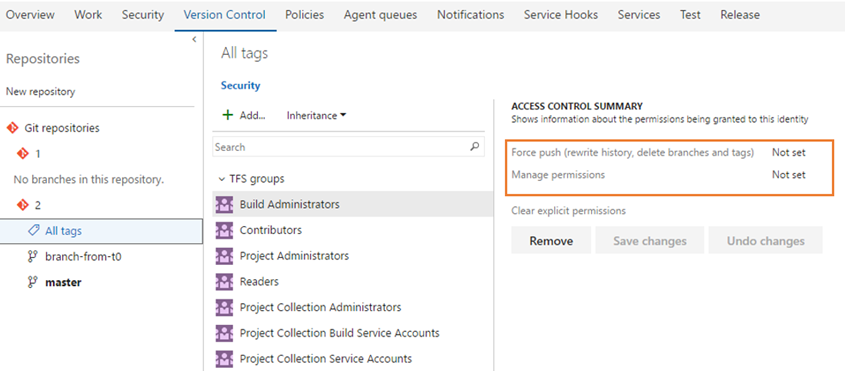 Overview Work Security Version Control Policies Agent queues Notifications Service Hooks Services Test Release
Repositories
New repository
Git repositories
1
No branches in this repository.
2
All tags
branch-from-t0
master
All tags
Security
+ Add... Inheritance
Search
TFS groups
Build Administrators
Contributors
Project Administrators
Readers
Project Collection Administrators
Project Collection Build Service Accounts
Project Collection Service Accounts
ACCESS CONTROL SUMMARY
Shows information about the permissions being granted to this identity
Force push (rewrite history, delete branches and tags) Not set
Manage permissions Not set
Clear explicit permissions
Remove Save changes Undo changes